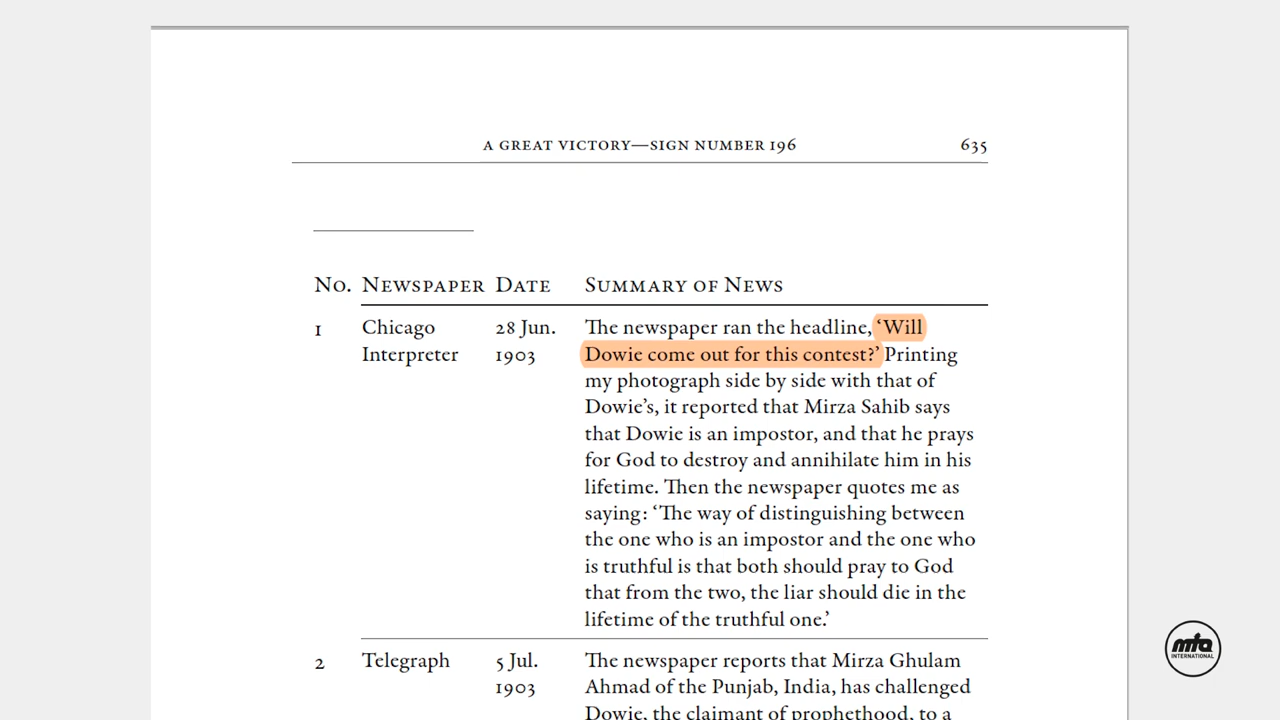 A GREAT VICTORY—SIGN NUMBER 196 635
No. Newspaper Date Summary of News
1 Chicago 28 Jun. The newspaper ran the headline, ‘Will
Interpreter 1903 Dowie come out for this contest?’ Printing
my photograph side by side with that of
Dowie’s, it reported that Mirza Sahib says
that Dowie is an impostor, and that he prays
for God to destroy and annihilate him in his
lifetime. Then the newspaper quotes me as
saying: ‘The way of distinguishing between
the one who is an impostor and the one who
is truthful is that both should pray to God
that from the two, the liar should die in the
lifetime of the truthful one.’
2 Telegraph 5 Jul. The newspaper reports that Mirza Ghulam
1903 Ahmad of the Punjab, India, has challenged
Dowie, the claimant of prophethood, to a
mta
INTERNATIONAL